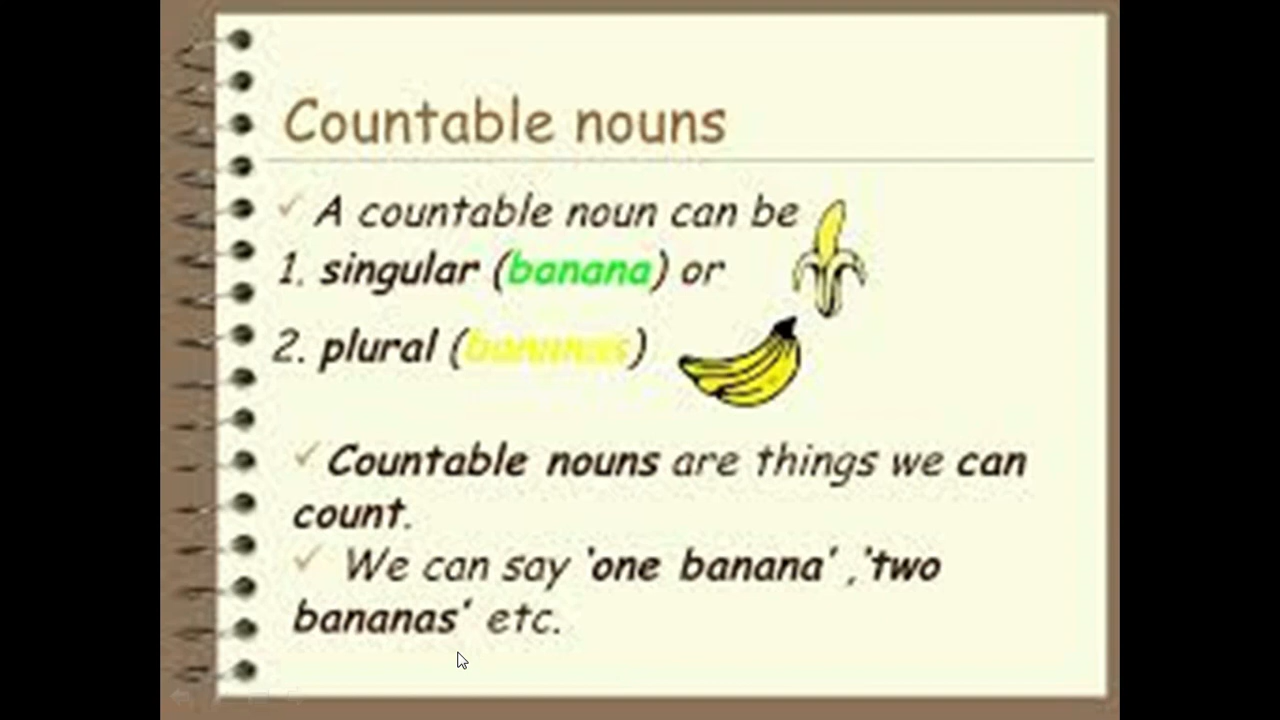 Countable nouns
✓ A countable noun can be
1. singular (banana) or
2. plural (bananas)
✓ Countable nouns are things we can
count.
✓ We can say ‘one banana’ ,‘two
bananas’ etc.